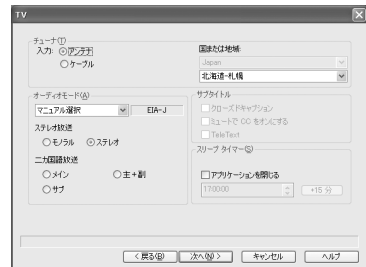 TV
チューナ(T)
入力: アンテナ
ケーブル
国または地域:
Japan
北海道-札幌
オーディオモード(A)
マニュアル選択 EIA-J
ステレオ放送
モノラル ステレオ
二カ国語放送
メイン 主+副
サブ
サブタイトル
クローズドキャプション
ミュートで CC をオンにする
TeleText
スリープ タイマー(S)
アプリケーションを閉じる
17:00:00 +15 分
< 戻る(B) 次へ(N) > キャンセル ヘルプ